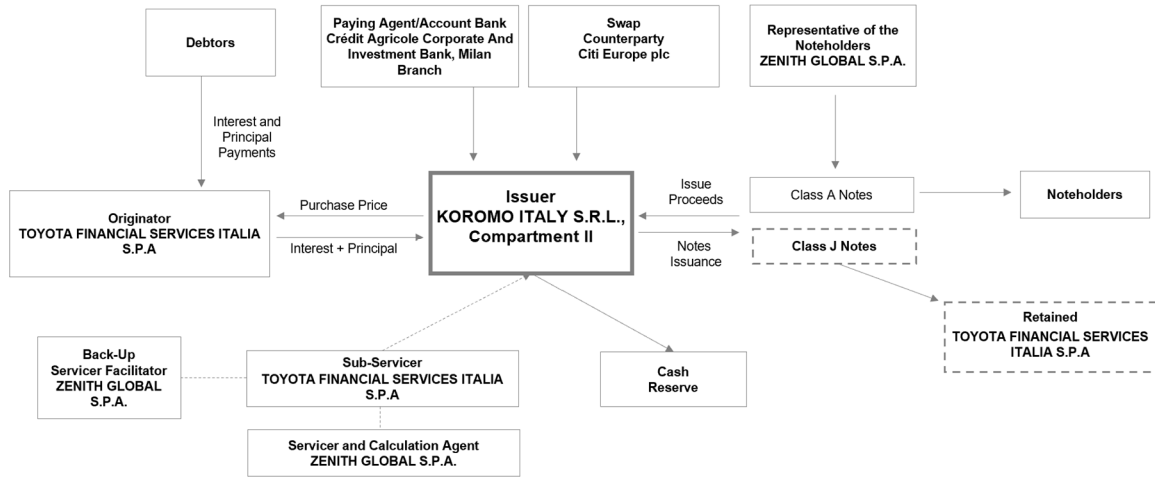 Debtors
Paying Agent/Account Bank
Crédit Agricole Corporate And
Investment Bank, Milan
Branch
Swap
Counterparty
Citi Europe plc
Representative of the
Noteholders
ZENITH GLOBAL S.P.A.
Interest and
Principal
Payments
Originator
TOYOTA FINANCIAL SERVICES ITALIA
S.P.A
Purchase Price
Interest + Principal
Issuer
KOROMO ITALY S.R.L.,
Compartment II
Issue
Proceeds
Notes
Issuance
Class A Notes
Noteholders
Class J Notes
Retained
TOYOTA FINANCIAL SERVICES
ITALIA S.P.A
Back-Up
Servicer Facilitator
ZENITH GLOBAL
S.P.A.
Sub-Servicer
TOYOTA FINANCIAL SERVICES ITALIA
S.P.A
Cash
Reserve
Servicer and Calculation Agent
ZENITH GLOBAL S.P.A.